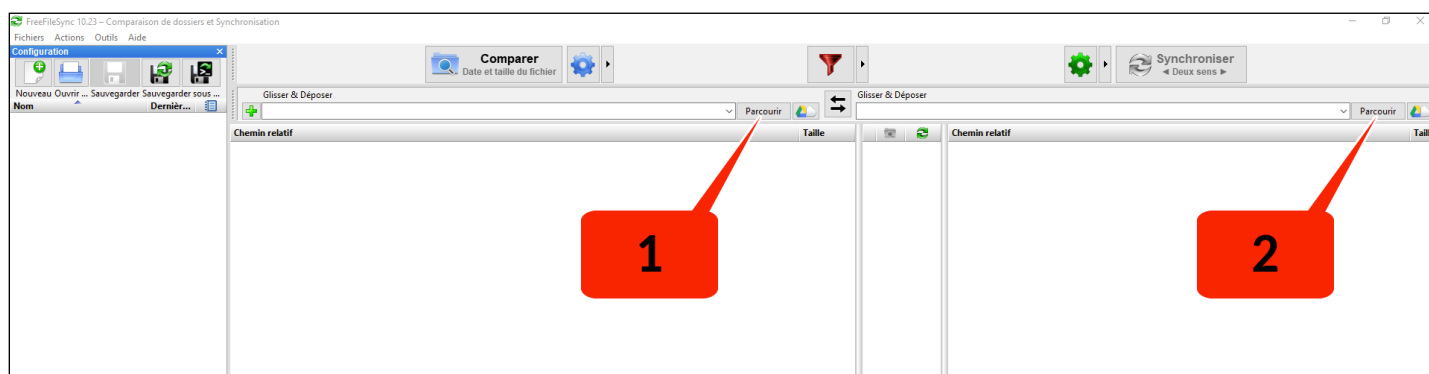 FreeFileSync 10.23 – Comparaison de dossiers et Synchronisation
Fichiers Actions Outils Aide
Configuration
Comparer
Date et taille du fichier
Synchroniser
◄ Deux sens ►
Nouveau Ouvrir ... Sauvegarder Sauvegarder sous ...
Nom Dernièr...
Glisser & Déposer
Parcourir
Glisser & Déposer
Parcourir
Chemin relatif Taille
Chemin relatif Taill
1
2